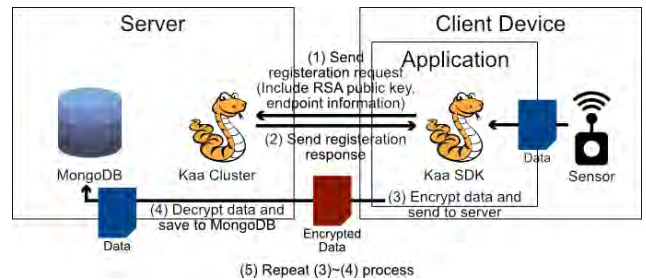 Server
Client Device
Application
(1) Send
registeration request
(Include RSA public key,
endpoint information)
(2) Send registeration
response
MongoDB
Kaa Cluster
Kaa SDK
Data
Sensor
(3) Encrypt data and
send to server
(4) Decrypt data and
save to MongoDB
Data
Encrypted
Data
(5) Repeat (3)~(4) process